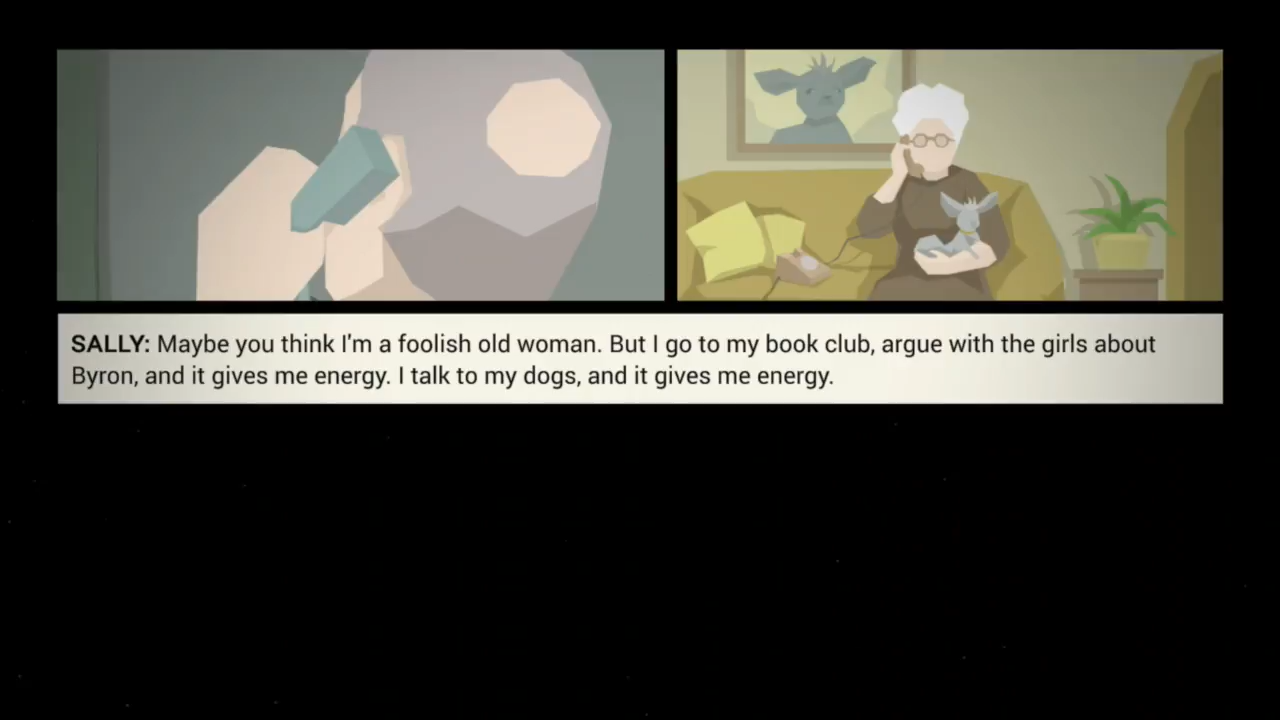 SALLY: Maybe you think I'm a foolish old woman. But I go to my book club, argue with the girls about
Byron, and it gives me energy. I talk to my dogs, and it gives me energy.